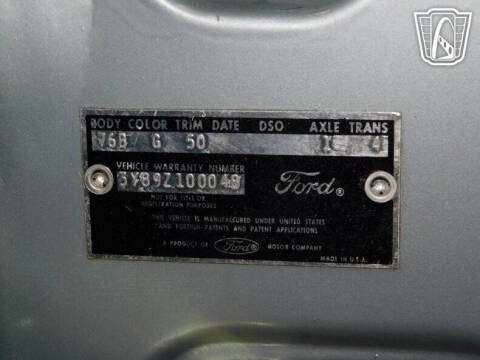 BODY COLOR TRIM DATE DSO AXLE TRANS
76B G 50 1 4
VEHICLE WARRANTY NUMBER
3Y89Z100048
Ford ®
NOT FOR TITLE OR
REGISTRATION PURPOSES
THIS VEHICLE IS MANUFACTURED UNDER UNITED STATES
AND FOREIGN PATENTS AND PATENT APPLICATIONS
A PRODUCT OF Ford MOTOR COMPANY
MADE IN U.S.A.